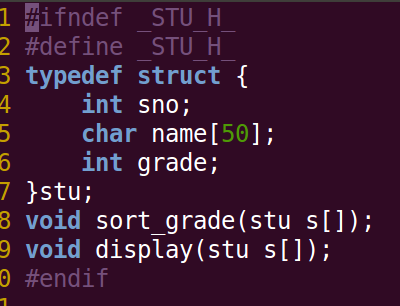 1 #ifndef _STU_H_
2 #define _STU_H_
3 typedef struct {
4     int sno;
5     char name[50];
6     int grade;
7 }stu;
8 void sort_grade(stu s[]);
9 void display(stu s[]);
0 #endif